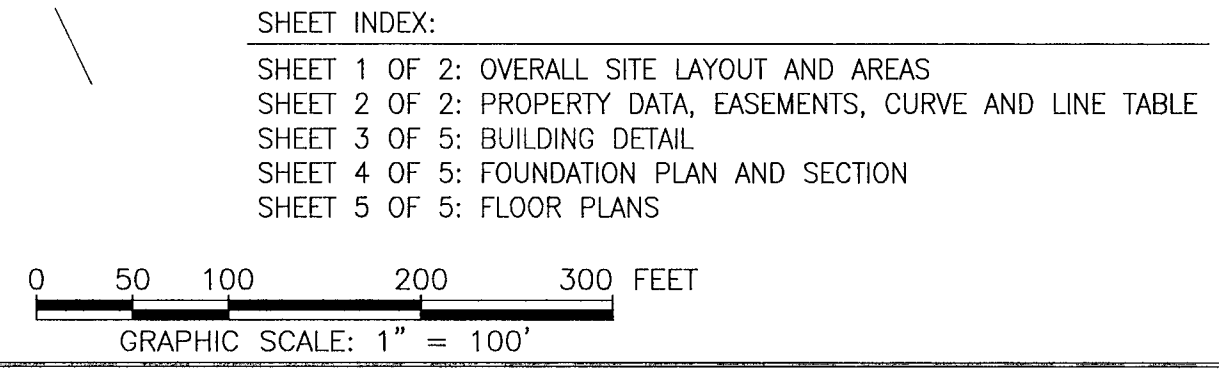 SHEET INDEX:
SHEET 1 OF 2: OVERALL SITE LAYOUT AND AREAS
SHEET 2 OF 2: PROPERTY DATA, EASEMENTS, CURVE AND LINE TABLE
SHEET 3 OF 5: BUILDING DETAIL
SHEET 4 OF 5: FOUNDATION PLAN AND SECTION
SHEET 5 OF 5: FLOOR PLANS
0 50 100 200 300 FEET
GRAPHIC SCALE: 1" = 100'